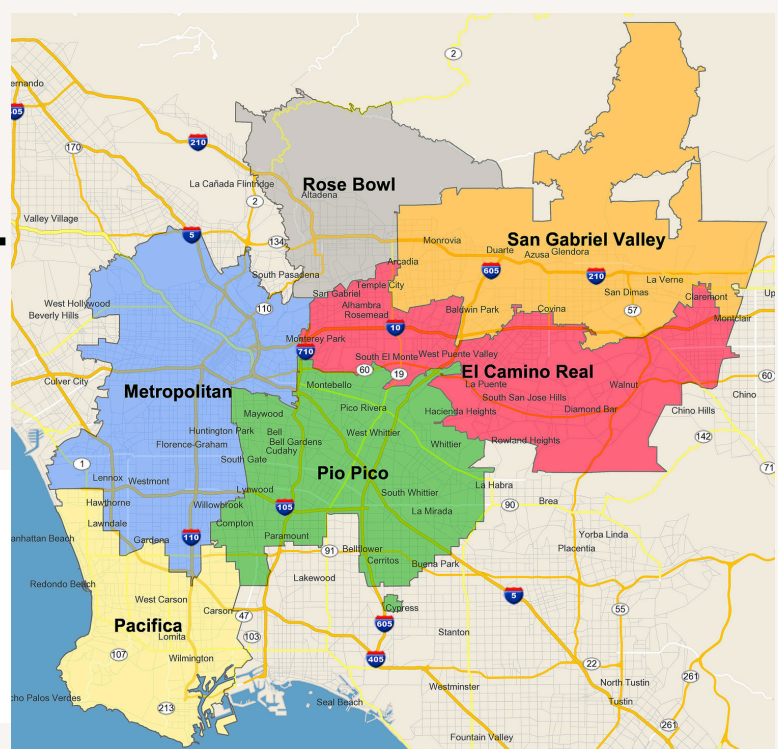 2
ernando
405
210
170
La Cañada Flintridge
Rose Bowl
Altadena
2
Valley Village
5
134
Monrovia
San Gabriel Valley
Duarte
Azusa
Glendora
Arcadia
605
210
South Pasadena
Temple City
La Verne
San Gabriel
San Dimas
Claremont
Up
West Hollywood
110
Alhambra
Baldwin Park
Covina
57
Beverly Hills
Rosemead
Montclair
10
Monterey Park
710
South El Monte
West Puente Valley
60
19
El Camino Real
60
Culver City
Metropolitan
Montebello
La Puente
Walnut
Chino
South San Jose Hills
Maywood
Pico Rivera
Hacienda Heights
Diamond Bar
Chino Hills
Huntington Park
Bell
West Whittier
142
Florence-Graham
Bell Gardens
Whittier
Rowland Heights
Cudahy
1
South Gate
71
Pio Pico
Lennox
Westmont
La Habra
Lynwood
South Whittier
Hawthorne
Willowbrook
105
90
Brea
La Mirada
Lawndale
Compton
Gardena
110
Paramount
Yorba Linda
anhattan Beach
91
Bellflower
Placentia
Cerritos
Buena Park
Redondo Beach
Lakewood
West Carson
5
Carson
Cypress
55
47
Pacifica
605
Lomita
103
Stanton
107
Wilmington
405
22
261
North Tustin
cho Palos Verdes
Westminster
Tustin
213
Seal Beach
261
Fountain Valley